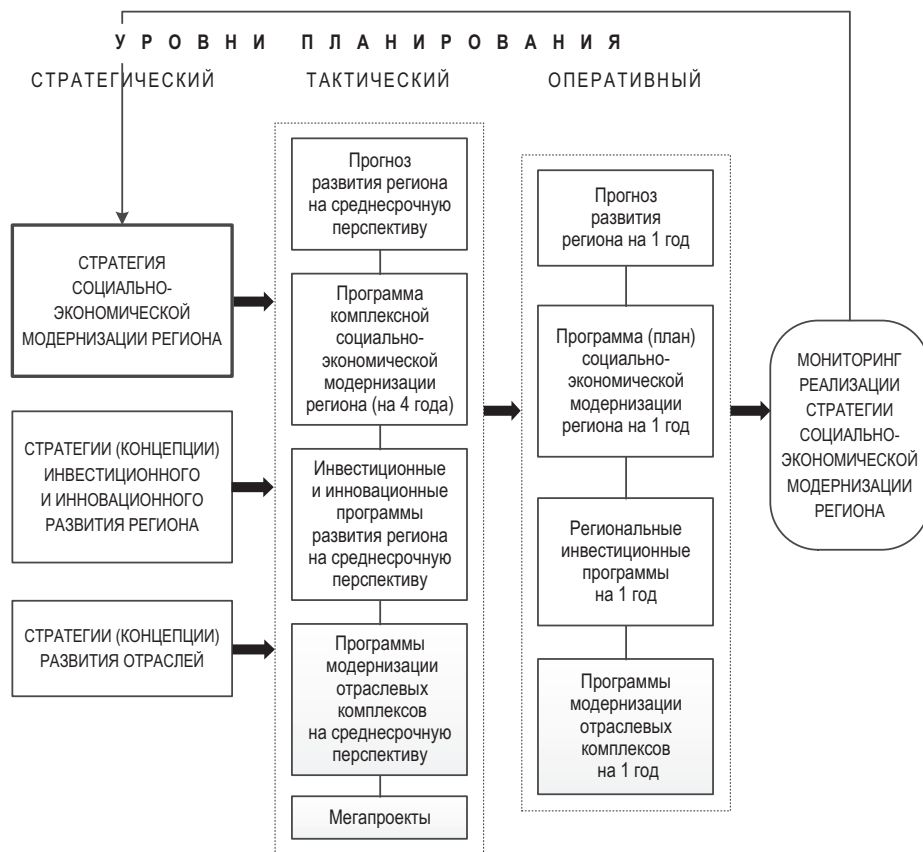 УРОВНИ ПЛАНИРОВАНИЯ
СТРАТЕГИЧЕСКИЙ
ТАКТИЧЕСКИЙ
ОПЕРАТИВНЫЙ
СТРАТЕГИЯ
СОЦИАЛЬНО-
ЭКОНОМИЧЕСКОЙ
МОДЕРНИЗАЦИИ РЕГИОНА
СТРАТЕГИИ (КОНЦЕПЦИИ)
ИНВЕСТИЦИОННОГО
И ИННОВАЦИОННОГО
РАЗВИТИЯ РЕГИОНА
СТРАТЕГИИ (КОНЦЕПЦИИ)
РАЗВИТИЯ ОТРАСЛЕЙ
Прогноз
развития региона
на среднесрочную
перспективу
Программа
комплексной
социально-
экономической
модернизации
региона (на 4 года)
Инвестиционные
и инновационные
программы
развития региона
на среднесрочную
перспективу
Программы
модернизации
отраслевых
комплексов
на среднесрочную
перспективу
Мегапроекты
Прогноз
развития
региона на 1 год
Программа (план)
социально-
экономической
модернизации
региона на 1 год
Региональные
инвестиционные
программы
на 1 год
Программы
модернизации
отраслевых
комплексов
на 1 год
МОНИТОРИНГ
РЕАЛИЗАЦИИ
СТРАТЕГИИ
СОЦИАЛЬНО-
ЭКОНОМИЧЕСКОЙ
МОДЕРНИЗАЦИИ
РЕГИОНА